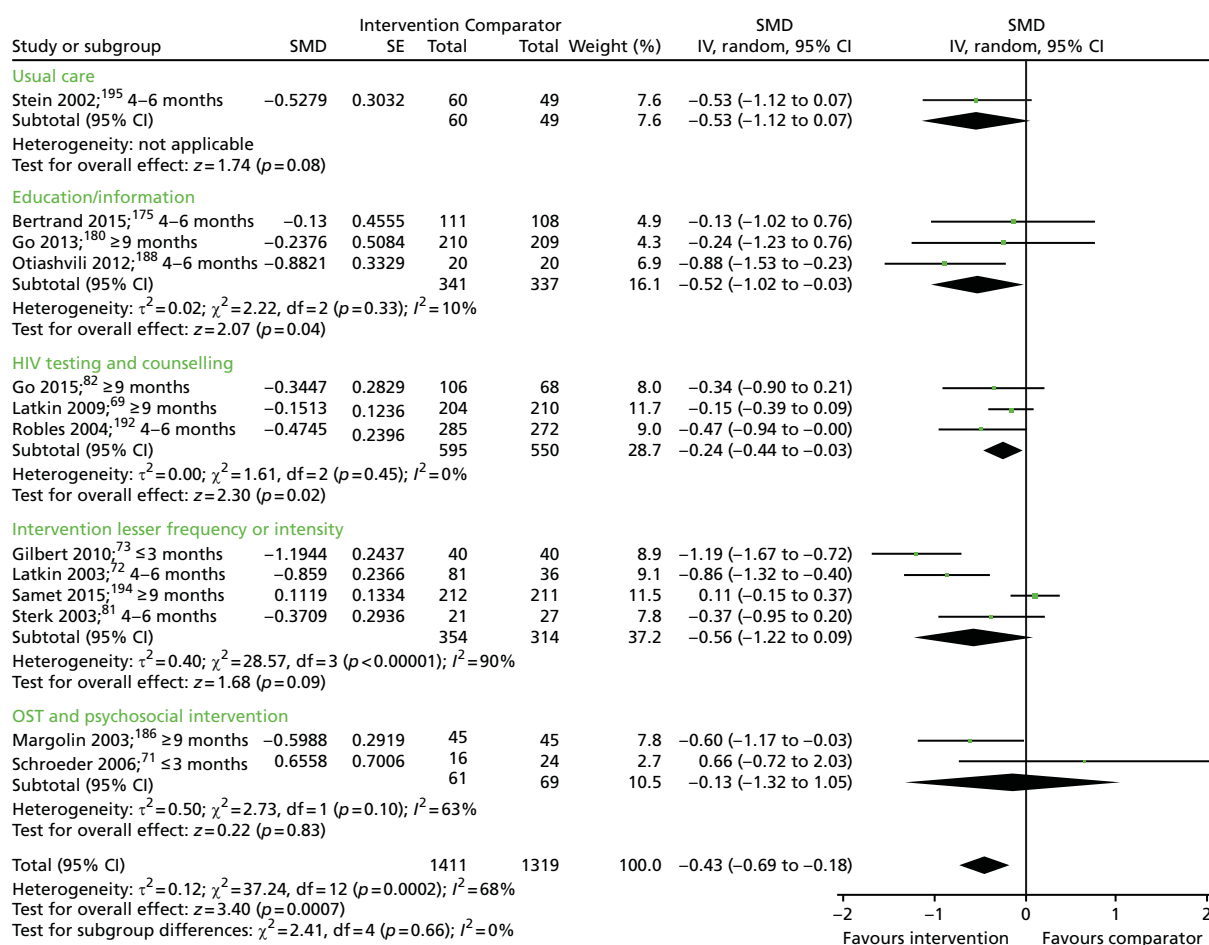 Intervention Comparator SMD SMD
Study or subgroup SMD SE Total Total Weight (%) IV, random, 95% CI IV, random, 95% CI
Usual care
Stein 2002;195 4–6 months −0.5279 0.3032 60 49 7.6 −0.53 (−1.12 to 0.07)
Subtotal (95% CI) 60 49 7.6 −0.53 (−1.12 to 0.07)
Heterogeneity: not applicable
Test for overall effect: z=1.74 (p=0.08)
Education/information
Bertrand 2015;175 4–6 months −0.13 0.4555 111 108 4.9 −0.13 (−1.02 to 0.76)
Go 2013;180 ≥9 months −0.2376 0.5084 210 209 4.3 −0.24 (−1.23 to 0.76)
Otiashvili 2012;188 4–6 months −0.8821 0.3329 20 20 6.9 −0.88 (−1.53 to −0.23)
Subtotal (95% CI) 341 337 16.1 −0.52 (−1.02 to −0.03)
Heterogeneity: τ2=0.02; χ2=2.22, df=2 (p=0.33); I2=10%
Test for overall effect: z=2.07 (p=0.04)
HIV testing and counselling
Go 2015;82 ≥9 months −0.3447 0.2829 106 68 8.0 −0.34 (−0.90 to 0.21)
Latkin 2009;69 ≥9 months −0.1513 0.1236 204 210 11.7 −0.15 (−0.39 to 0.09)
Robles 2004;192 4–6 months −0.4745 0.2396 285 272 9.0 −0.47 (−0.94 to −0.00)
Subtotal (95% CI) 595 550 28.7 −0.24 (−0.44 to −0.03)
Heterogeneity: τ2=0.00; χ2=1.61, df=2 (p=0.45); I2=0%
Test for overall effect: z=2.30 (p=0.02)
Intervention lesser frequency or intensity
Gilbert 2010;73 ≤3 months −1.1944 0.2437 40 40 8.9 −1.19 (−1.67 to −0.72)
Latkin 2003;72 4–6 months −0.859 0.2366 81 36 9.1 −0.86 (−1.32 to −0.40)
Samet 2015;194 ≥9 months 0.1119 0.1334 212 211 11.5 0.11 (−0.15 to 0.37)
Sterk 2003;81 4–6 months −0.3709 0.2936 21 27 7.8 −0.37 (−0.95 to 0.20)
Subtotal (95% CI) 354 314 37.2 −0.56 (−1.22 to 0.09)
Heterogeneity: τ2=0.40; χ2=28.57, df=3 (p<0.00001); I2=90%
Test for overall effect: z=1.68 (p=0.09)
OST and psychosocial intervention
Margolin 2003;186 ≥9 months −0.5988 0.2919 45 45 7.8 −0.60 (−1.17 to −0.03)
Schroeder 2006;71 ≤3 months 0.6558 0.7006 16 24 2.7 0.66 (−0.72 to 2.03)
Subtotal (95% CI) 61 69 10.5 −0.13 (−1.32 to 1.05)
Heterogeneity: τ2=0.50; χ2=2.73, df=1 (p=0.10); I2=63%
Test for overall effect: z=0.22 (p=0.83)
Total (95% CI) 1411 1319 100.0 −0.43 (−0.69 to −0.18)
Heterogeneity: τ2=0.12; χ2=37.24, df=12 (p=0.0002); I2=68%
Test for overall effect: z=3.40 (p=0.0007)
Test for subgroup differences: χ2=2.41, df=4 (p=0.66); I2=0%
−2 −1 0 1 2
Favours intervention Favours comparator